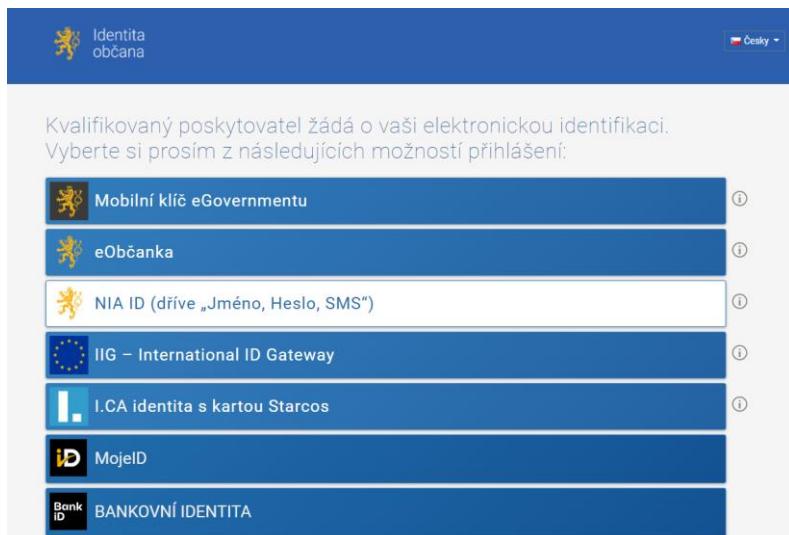 Identita
občana
Česky
Kvalifikovaný poskytovatel žádá o vaši elektronickou identifikaci.
Vyberte si prosím z následujících možností přihlášení:
Mobilní klíč eGovernmentu
eObčanka
NIA ID (dříve „Jméno, Heslo, SMS“)
IIG – International ID Gateway
I. I.CA identita s kartou Starcos
iD MojeID
Bank
iD
BANKOVNÍ IDENTITA